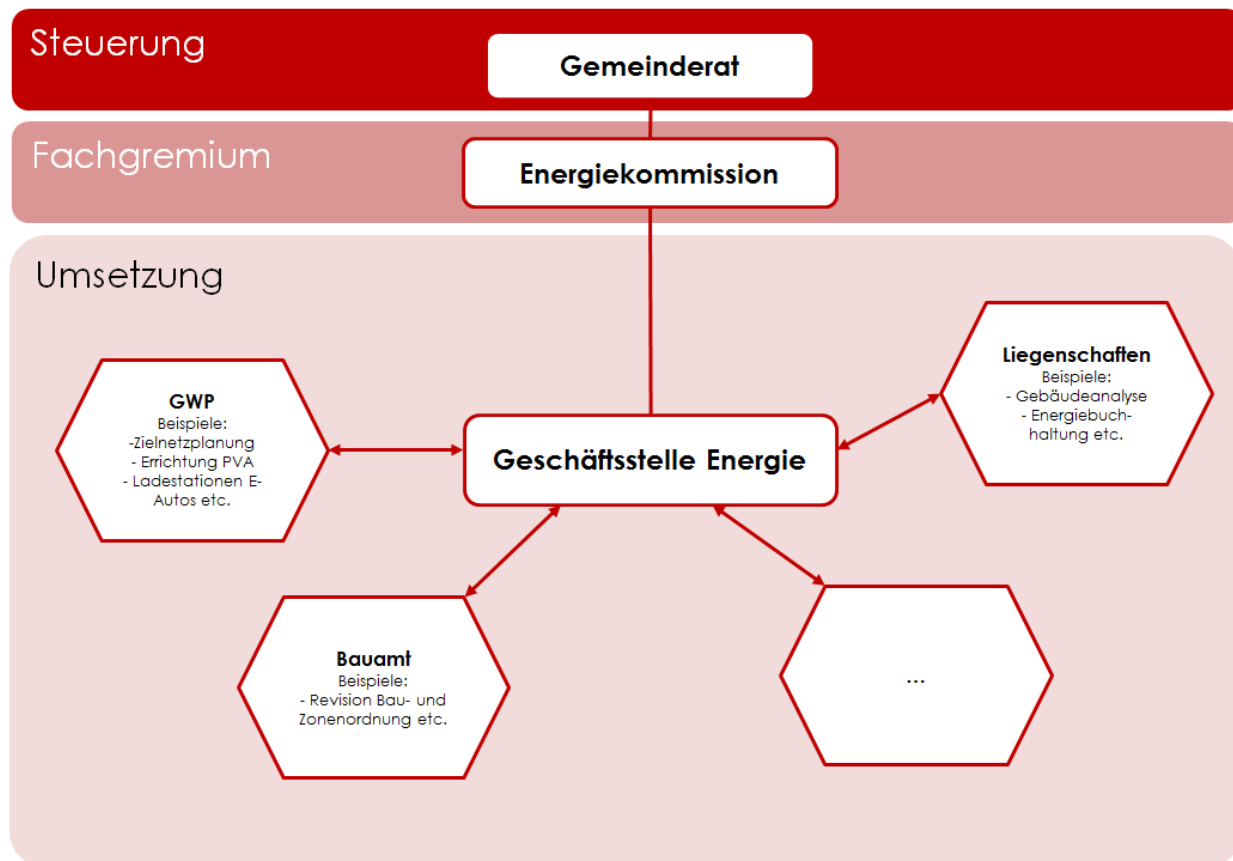 Steuerung
Gemeinderat
Fachgremium
Energiekommission
Umsetzung
Liegenschaften
Beispiele:
- Gebäudeanalyse
- Energiebuch-
haltung etc.
GWP
Beispiele:
-Zielnetzplanung
- Errichtung PVA
- Ladestationen E-
Autos etc.
Geschäftsstelle Energie
Bauamt
Beispiele:
- Revision Bau- und
Zonenordnung etc.
...